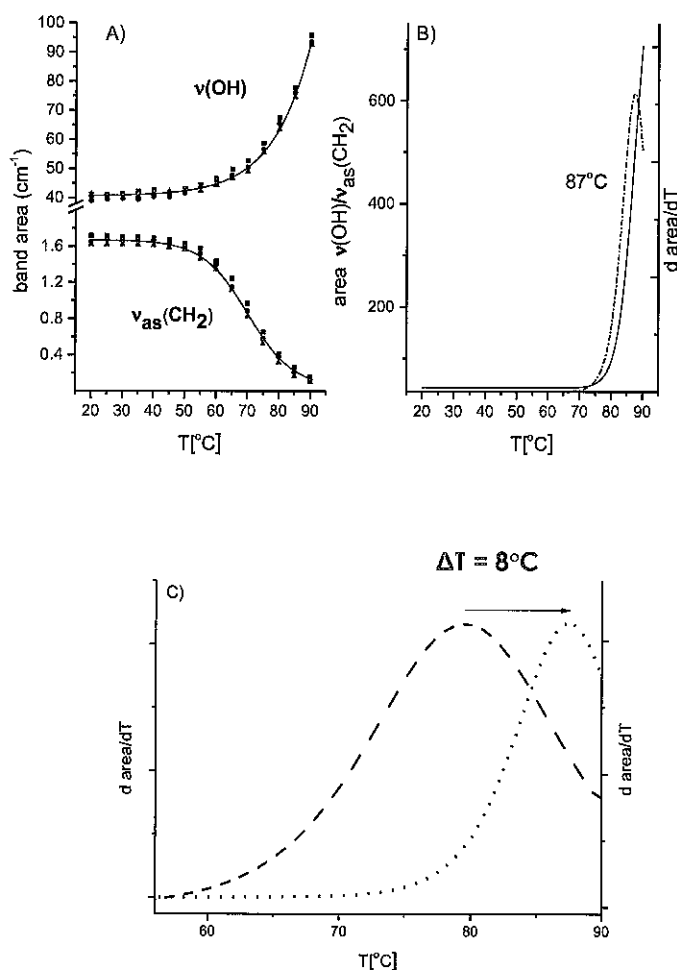 A)
ν(OH)
νas(CH2)
band area (cm-1)
100
90
80
70
60
50
40
1.6
1.2
0.8
0.4
20 30 40 50 60 70 80 90
T[°C]
B)
87°C
area ν(OH)/νas(CH2)
600
400
200
20 30 40 50 60 70 80 90
T[°C]
d area/dT
ΔT = 8°C
C)
d area/dT
d area/dT
60 70 80 90
T[°C]